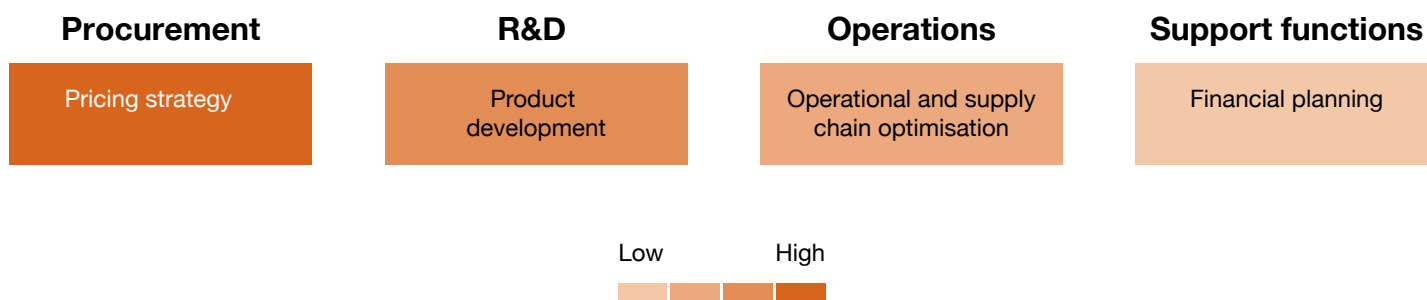 Procurement
R&D
Operations
Support functions
Pricing strategy
Product
development
Operational and supply
chain optimisation
Financial planning
Low
High